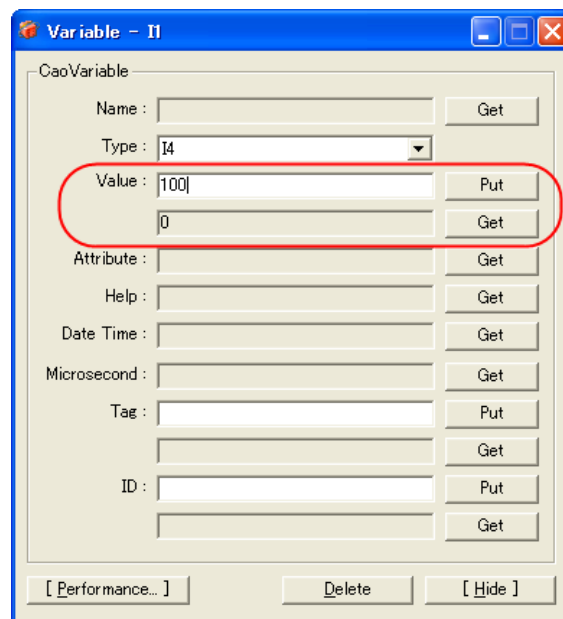 Variable - I1
CaoVariable
Name : Get
Type : I4
Value : 100 Put
0 Get
Attribute : Get
Help : Get
Date Time : Get
Microsecond : Get
Tag : Put
Get
ID : Put
Get
[ Performance... ] Delete [ Hide ]